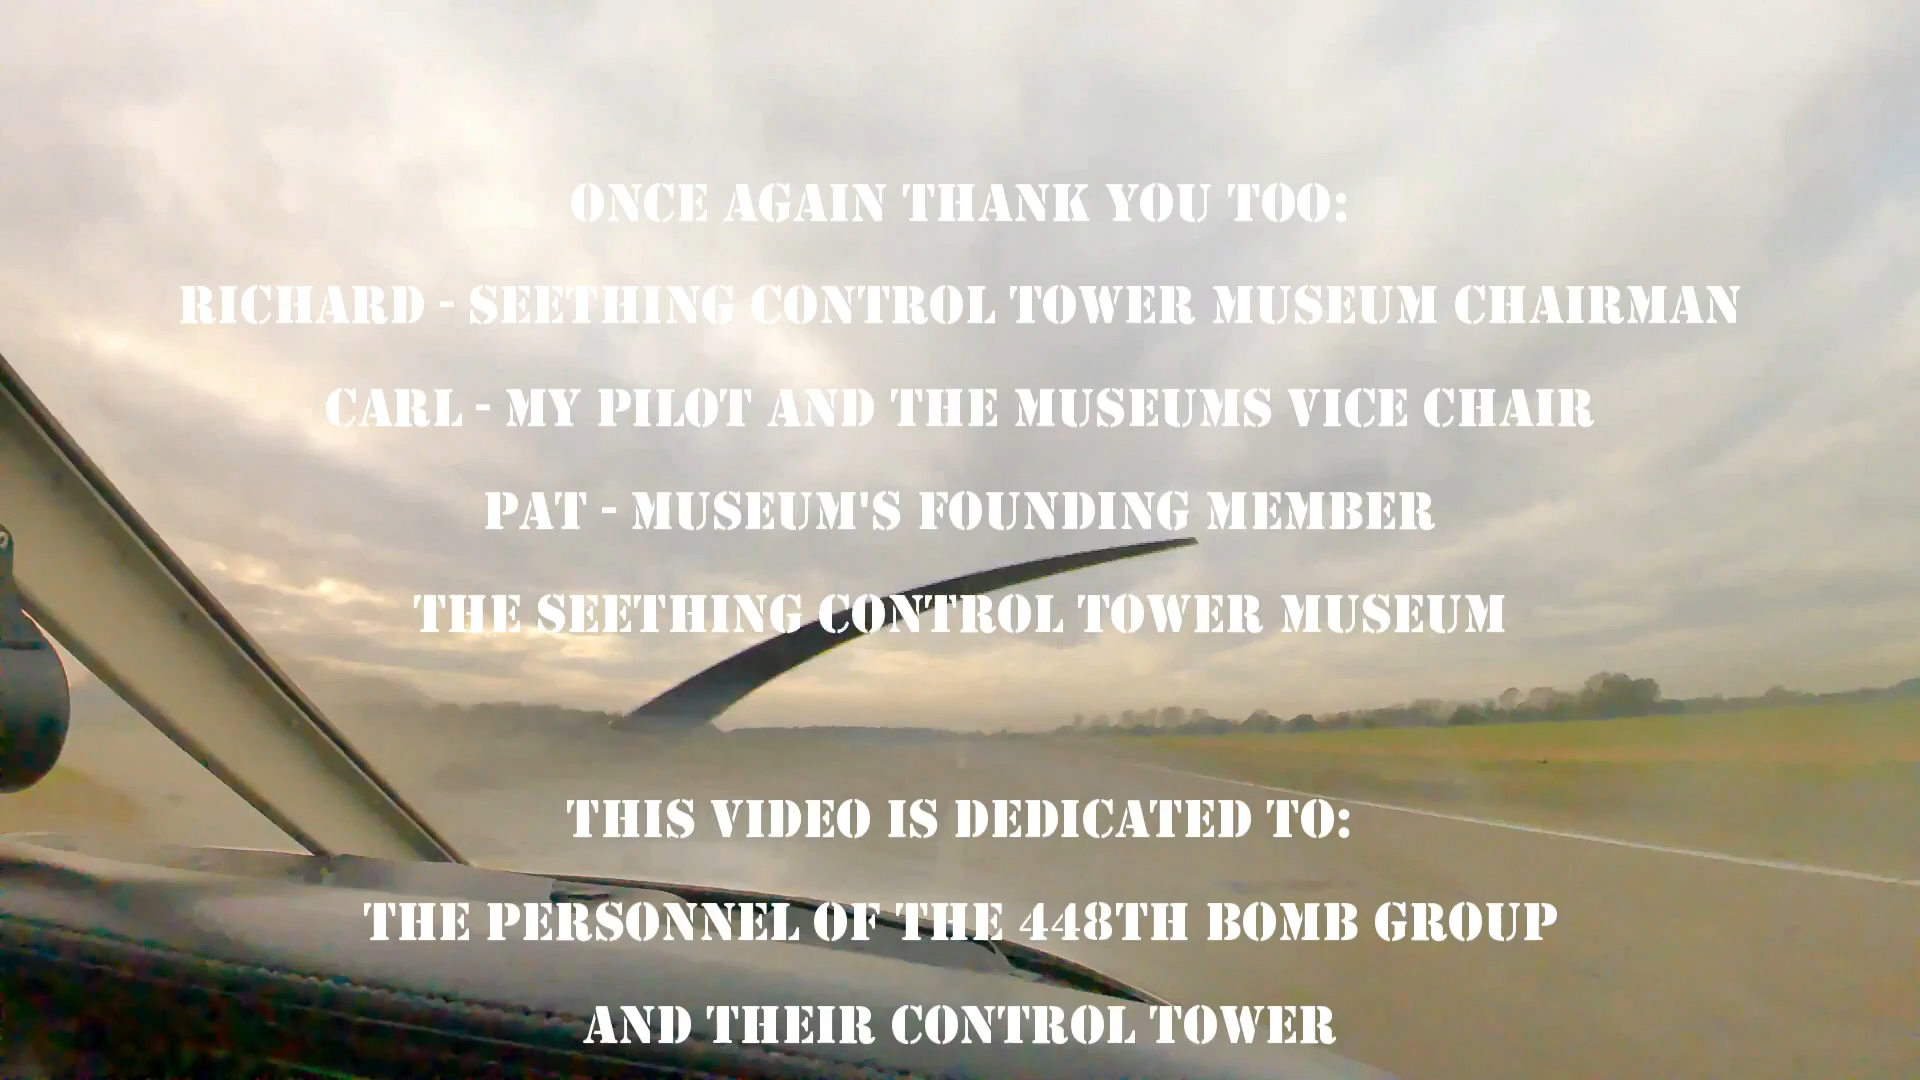 ONCE AGAIN THANK YOU TOO:
RICHARD - SEETHING CONTROL TOWER MUSEUM CHAIRMAN
CARL - MY PILOT AND THE MUSEUMS VICE CHAIR
PAT - MUSEUM'S FOUNDING MEMBER
THE SEETHING CONTROL TOWER MUSEUM
THIS VIDEO IS DEDICATED TO:
THE PERSONNEL OF THE 448TH BOMB GROUP
AND THEIR CONTROL TOWER